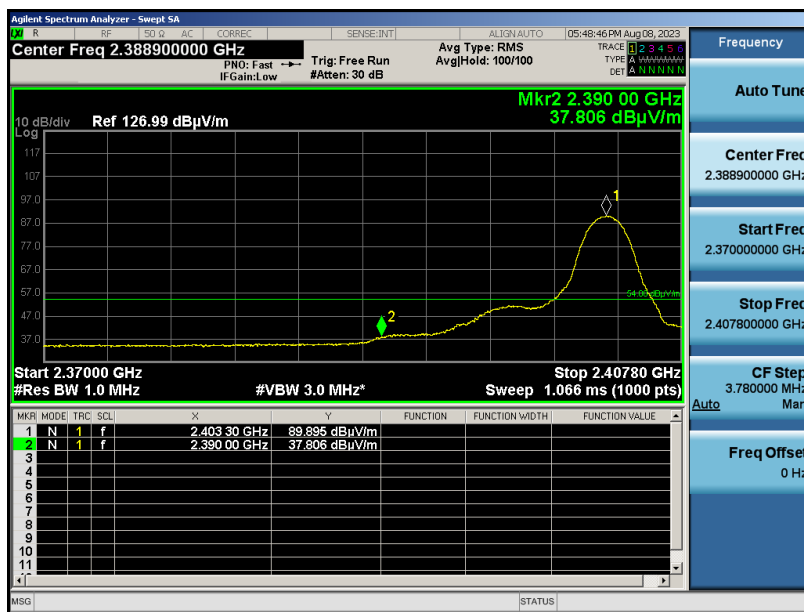 Agilent Spectrum Analyzer - Swept SA
LXI R RF 50 Ω AC CORREC SENSE:INT ALIGN AUTO 05:48:46 PM Aug 08, 2023
Center Freq 2.388900000 GHz
PNO: Fast
IFGain:Low
Trig: Free Run
#Atten: 30 dB
Avg Type: RMS
Avg|Hold: 100/100
TRACE 1 2 3 4 5 6
TYPE A WWWWW
DET A N N N N N
Frequency
Auto Tune
Center Freq
2.388900000 GHz
Start Freq
2.370000000 GHz
Stop Freq
2.407800000 GHz
CF Step
3.780000 MHz
Auto Man
Freq Offset
0 Hz
Mkr2 2.390 00 GHz
37.806 dBµV/m
10 dB/div Ref 126.99 dBµV/m
Log
117
107
97.0
87.0
77.0
67.0
57.0
47.0
37.0
1
2
54.00 dBµV/m
Start 2.37000 GHz Stop 2.40780 GHz
#Res BW 1.0 MHz #VBW 3.0 MHz* Sweep 1.066 ms (1000 pts)
MKR MODE TRC SCL X Y FUNCTION FUNCTION WIDTH FUNCTION VALUE
1 N 1 f 2.403 30 GHz 89.895 dBµV/m
2 N 1 f 2.390 00 GHz 37.806 dBµV/m
3
4
5
6
7
8
9
10
11
MSG STATUS